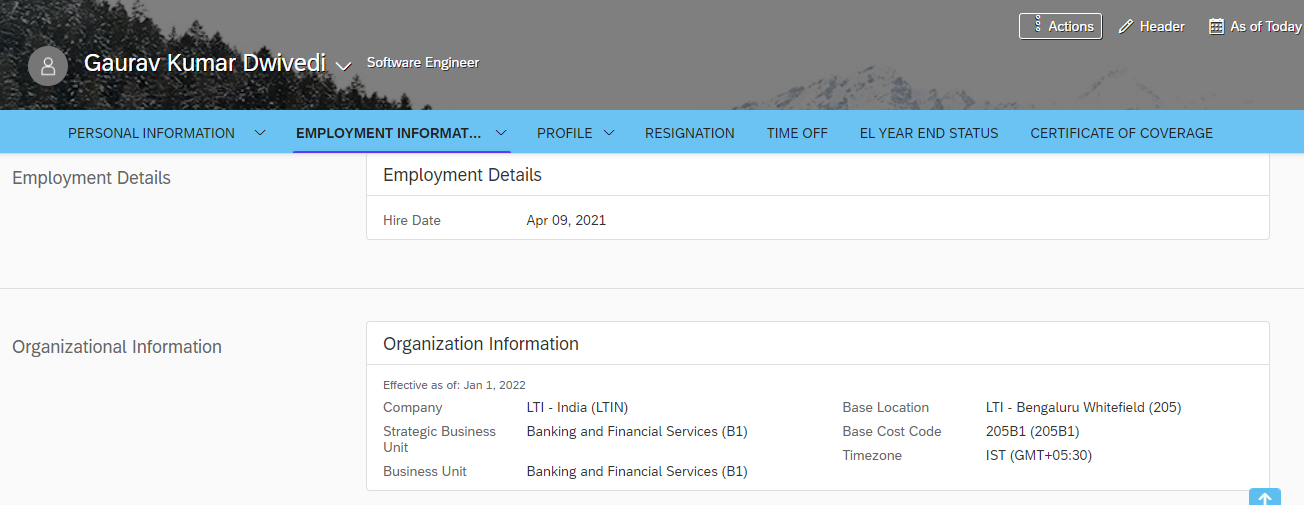 Actions Header As of Today
Gaurav Kumar Dwivedi Software Engineer
PERSONAL INFORMATION EMPLOYMENT INFORMAT... PROFILE RESIGNATION TIME OFF EL YEAR END STATUS CERTIFICATE OF COVERAGE
Employment Details
Employment Details
Hire Date Apr 09, 2021
Organizational Information
Organization Information
Effective as of: Jan 1, 2022
Company LTI - India (LTIN)
Strategic Business Unit Banking and Financial Services (B1)
Business Unit Banking and Financial Services (B1)
Base Location LTI - Bengaluru Whitefield (205)
Base Cost Code 205B1 (205B1)
Timezone IST (GMT+05:30)